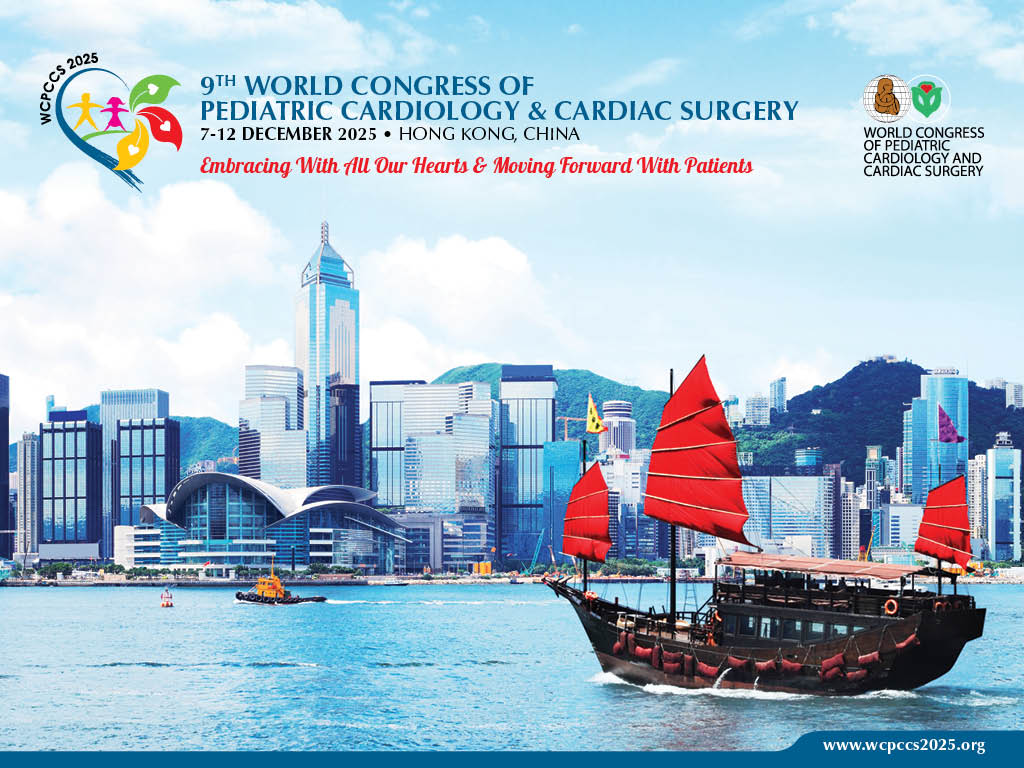 WCPCCS 2025
9TH WORLD CONGRESS OF
PEDIATRIC CARDIOLOGY & CARDIAC SURGERY
7-12 DECEMBER 2025 • HONG KONG, CHINA
Embracing With All Our Hearts & Moving Forward With Patients
WORLD CONGRESS
OF PEDIATRIC
CARDIOLOGY AND
CARDIAC SURGERY
www.wcpccs2025.org